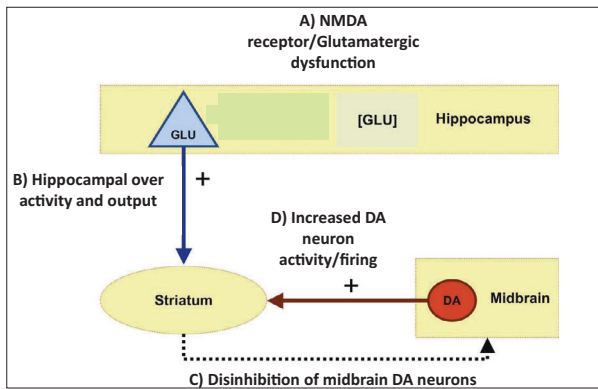 A) NMDA
receptor/Glutamatergic
dysfunction
GLU
[GLU]
Hippocampus
B) Hippocampal over
activity and output
+
D) Increased DA
neuron
activity/firing
+
Striatum
DA
Midbrain
C) Disinhibition of midbrain DA neurons